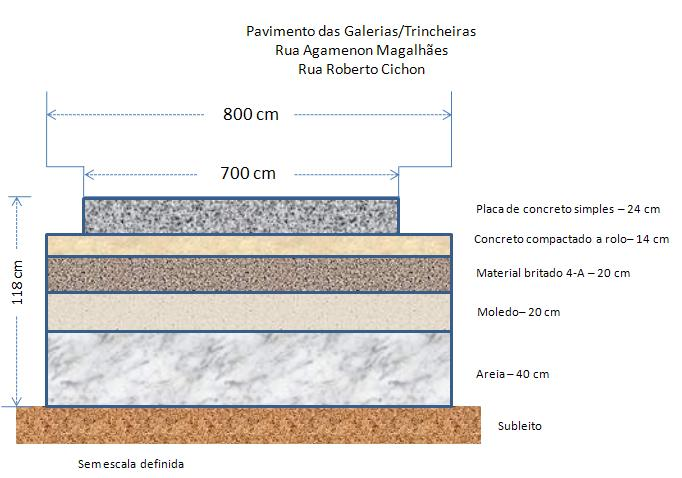 Pavimento das Galerias/Trincheiras
Rua Agamenon Magalhães
Rua Roberto Cichon
800 cm
700 cm
118 cm
Placa de concreto simples – 24 cm
Concreto compactado a rolo– 14 cm
Material britado 4-A – 20 cm
Moledo– 20 cm
Areia – 40 cm
Subleito
Sem escala definida